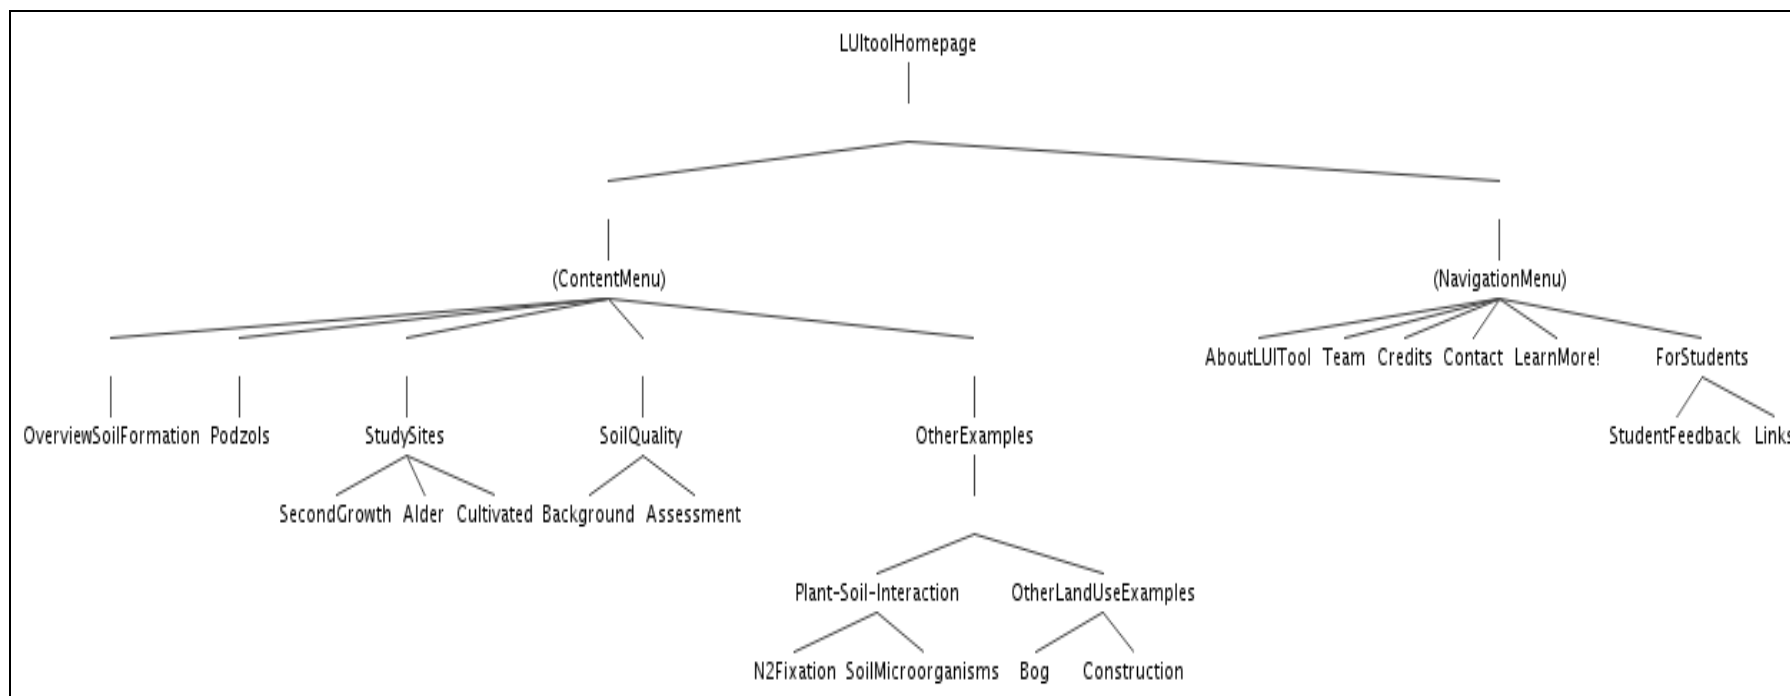 LUItoolHomepage
(ContentMenu) (NavigationMenu)
AboutLUITool Team Credits Contact LearnMore! ForStudents
OverviewSoilFormation Podzols StudySites SoilQuality OtherExamples StudentFeedback Links
SecondGrowth Alder Cultivated Background Assessment
Plant-Soil-Interaction OtherLandUseExamples
N2Fixation SoilMicroorganisms Bog Construction